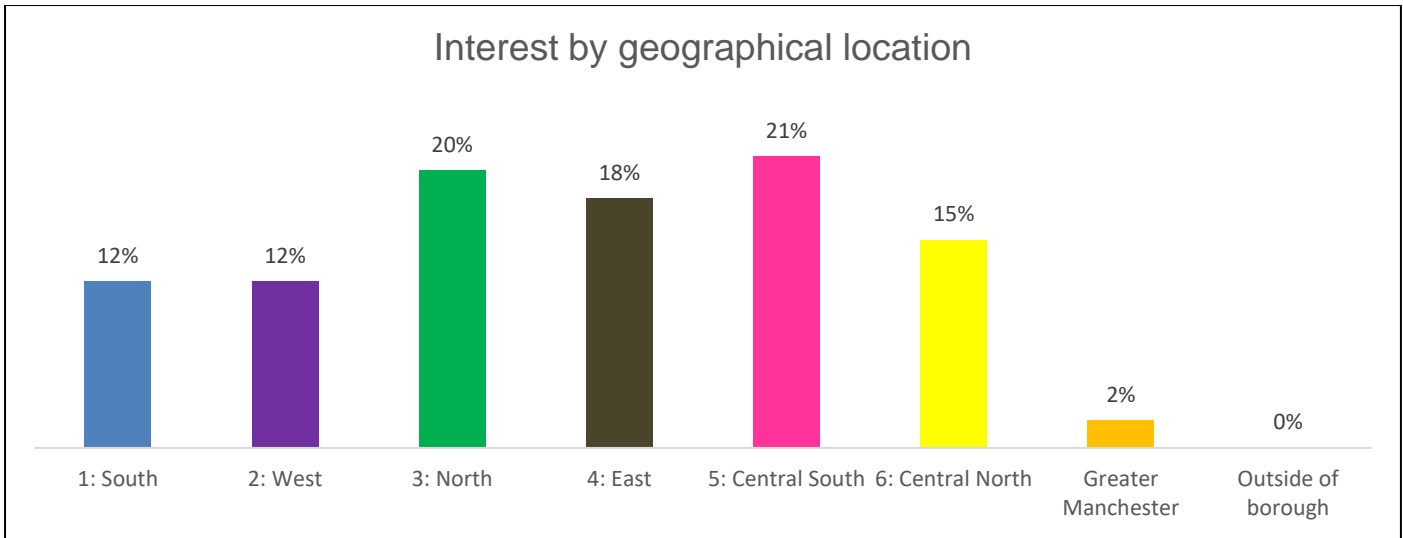 Interest by geographical location
21%
20%
18%
15%
12%
12%
2%
0%
1: South
2: West
3: North
4: East
5: Central South
6: Central North
Greater
Manchester
Outside of
borough